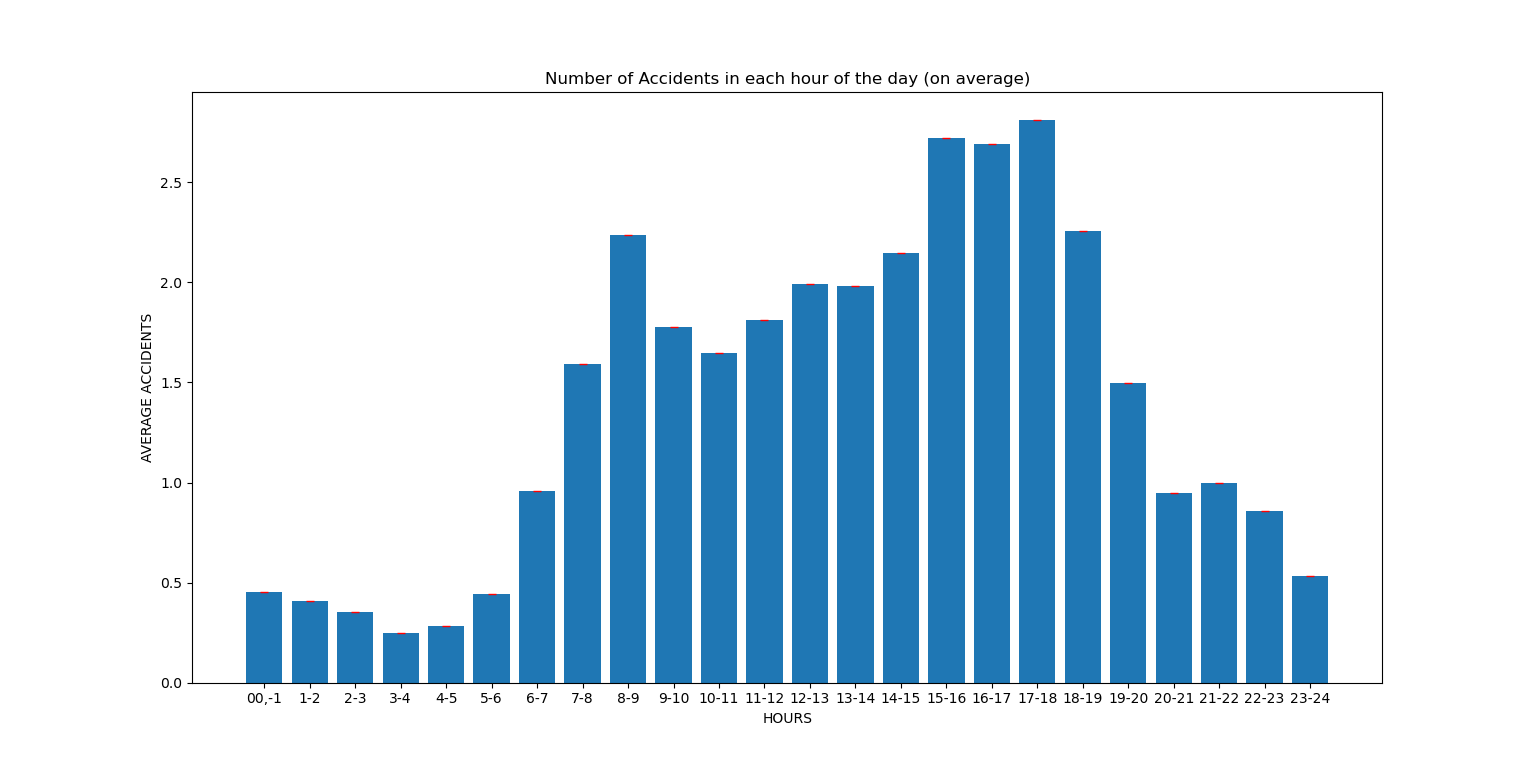 Number of Accidents in each hour of the day (on average)
AVERAGE ACCIDENTS
2.5
2.0
1.5
1.0
0.5
0.0
00,-1 1-2 2-3 3-4 4-5 5-6 6-7 7-8 8-9 9-10 10-11 11-12 12-13 13-14 14-15 15-16 16-17 17-18 18-19 19-20 20-21 21-22 22-23 23-24
HOURS